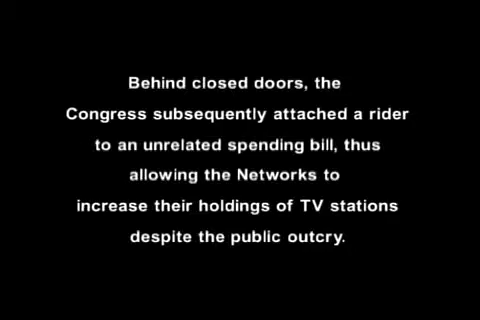 Behind closed doors, the
Congress subsequently attached a rider
to an unrelated spending bill, thus
allowing the Networks to
increase their holdings of TV stations
despite the public outcry.